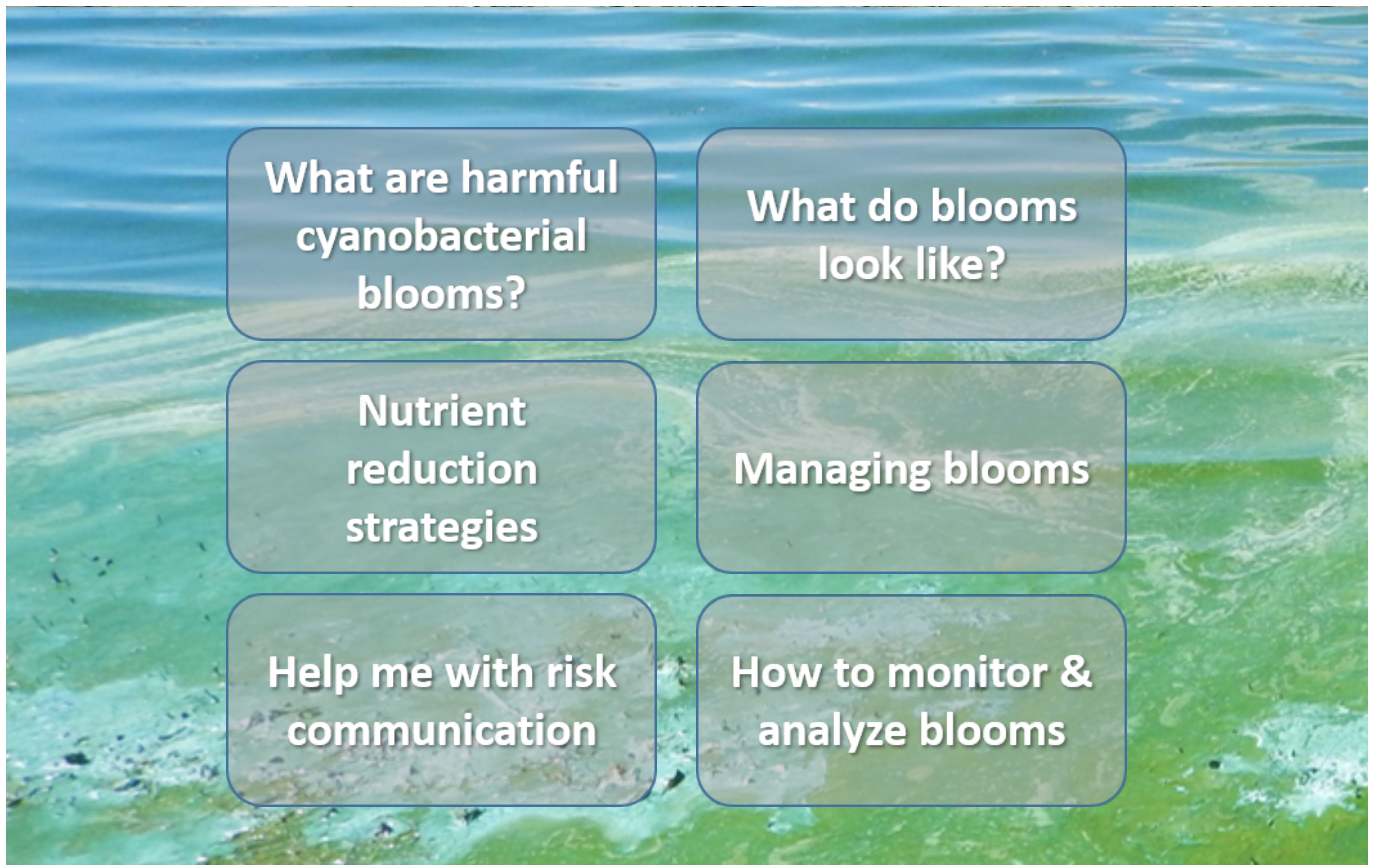 What are harmful
cyanobacterial
blooms?
What do blooms
look like?
Nutrient
reduction
strategies
Managing blooms
Help me with risk
communication
How to monitor &
analyze blooms